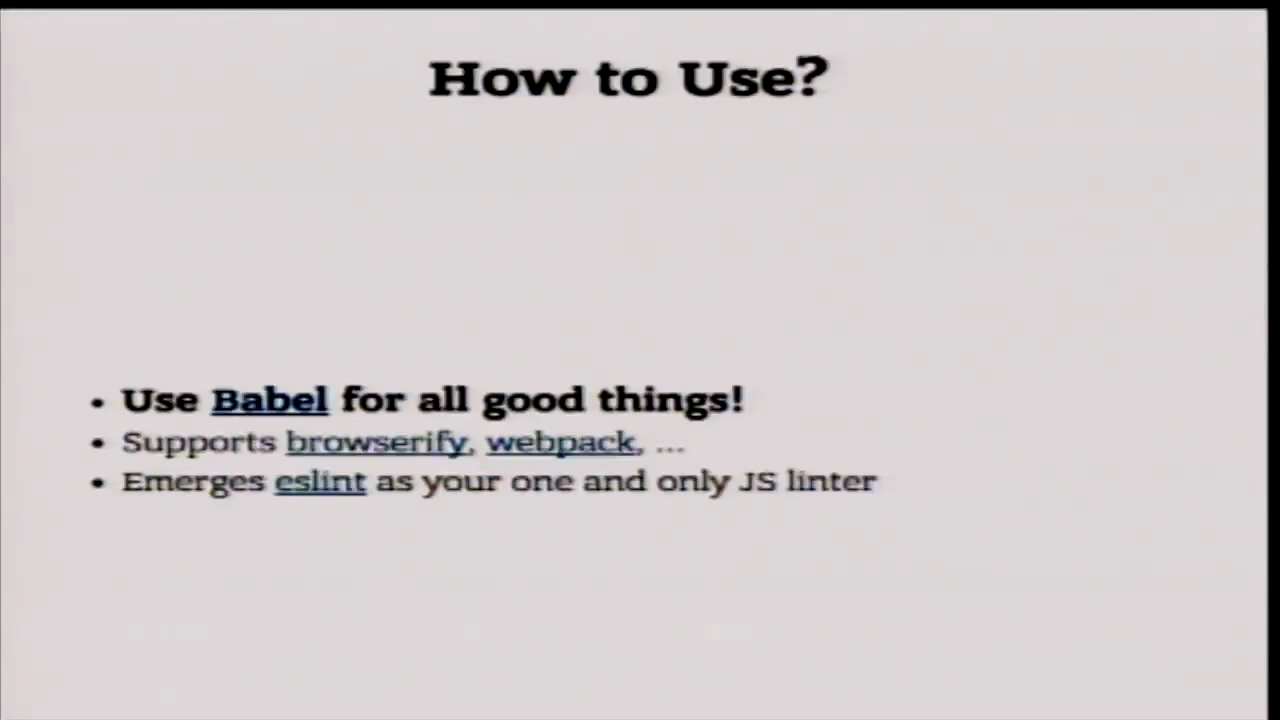 How to Use?
• Use Babel for all good things!
• Supports browserify, webpack, ...
• Emerges eslint as your one and only JS linter